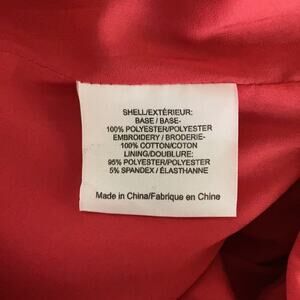 SHELL/EXTÉRIEUR:
BASE / BASE-
100% POLYESTER/POLYESTER
EMBROIDERY / BRODERIE-
100% COTTON/COTON
LINING/DOUBLURE:
95% POLYESTER/POLYESTER
5% SPANDEX / ÉLASTHANNE
Made in China/Fabrique en Chine